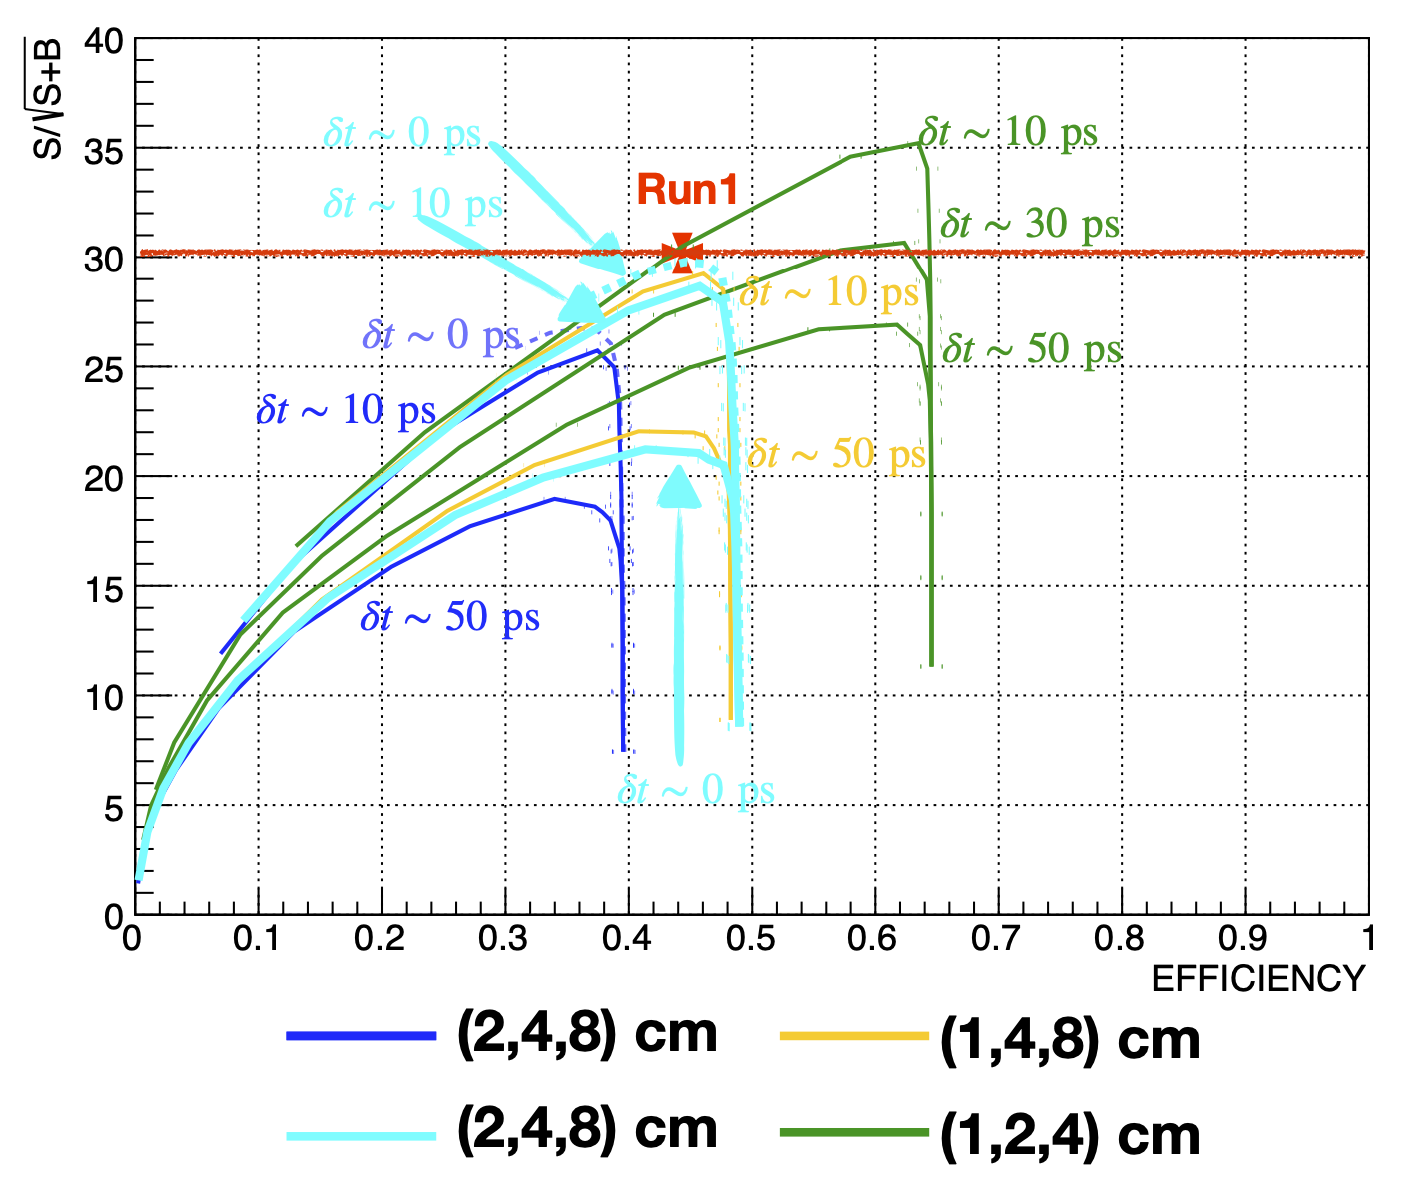 S/√S+B
40
35
30
25
20
15
10
5
0
δt ~ 0 ps
δt ~ 10 ps
Run1
δt ~ 10 ps
δt ~ 30 ps
δt ~ 10 ps
δt ~ 0 ps
δt ~ 50 ps
δt ~ 10 ps
δt ~ 50 ps
δt ~ 50 ps
δt ~ 0 ps
0 0.1 0.2 0.3 0.4 0.5 0.6 0.7 0.8 0.9 1
EFFICIENCY
(2,4,8) cm
(1,4,8) cm
(2,4,8) cm
(1,2,4) cm